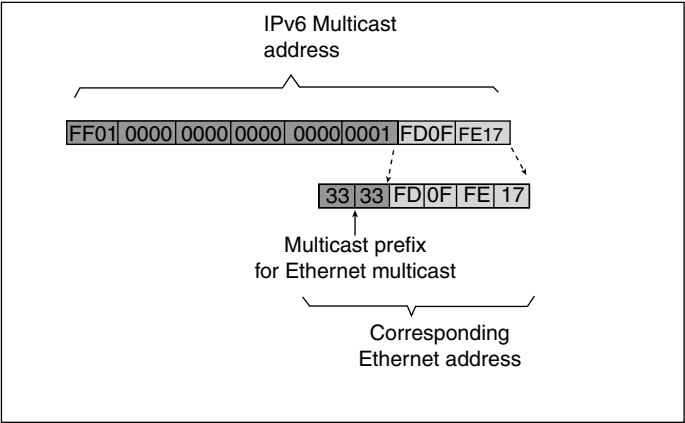 IPv6 Multicast
address
FF01 0000 0000 0000 0000 0001 FD0F FE17
33 33 FD 0F FE 17
Multicast prefix
for Ethernet multicast
Corresponding
Ethernet address